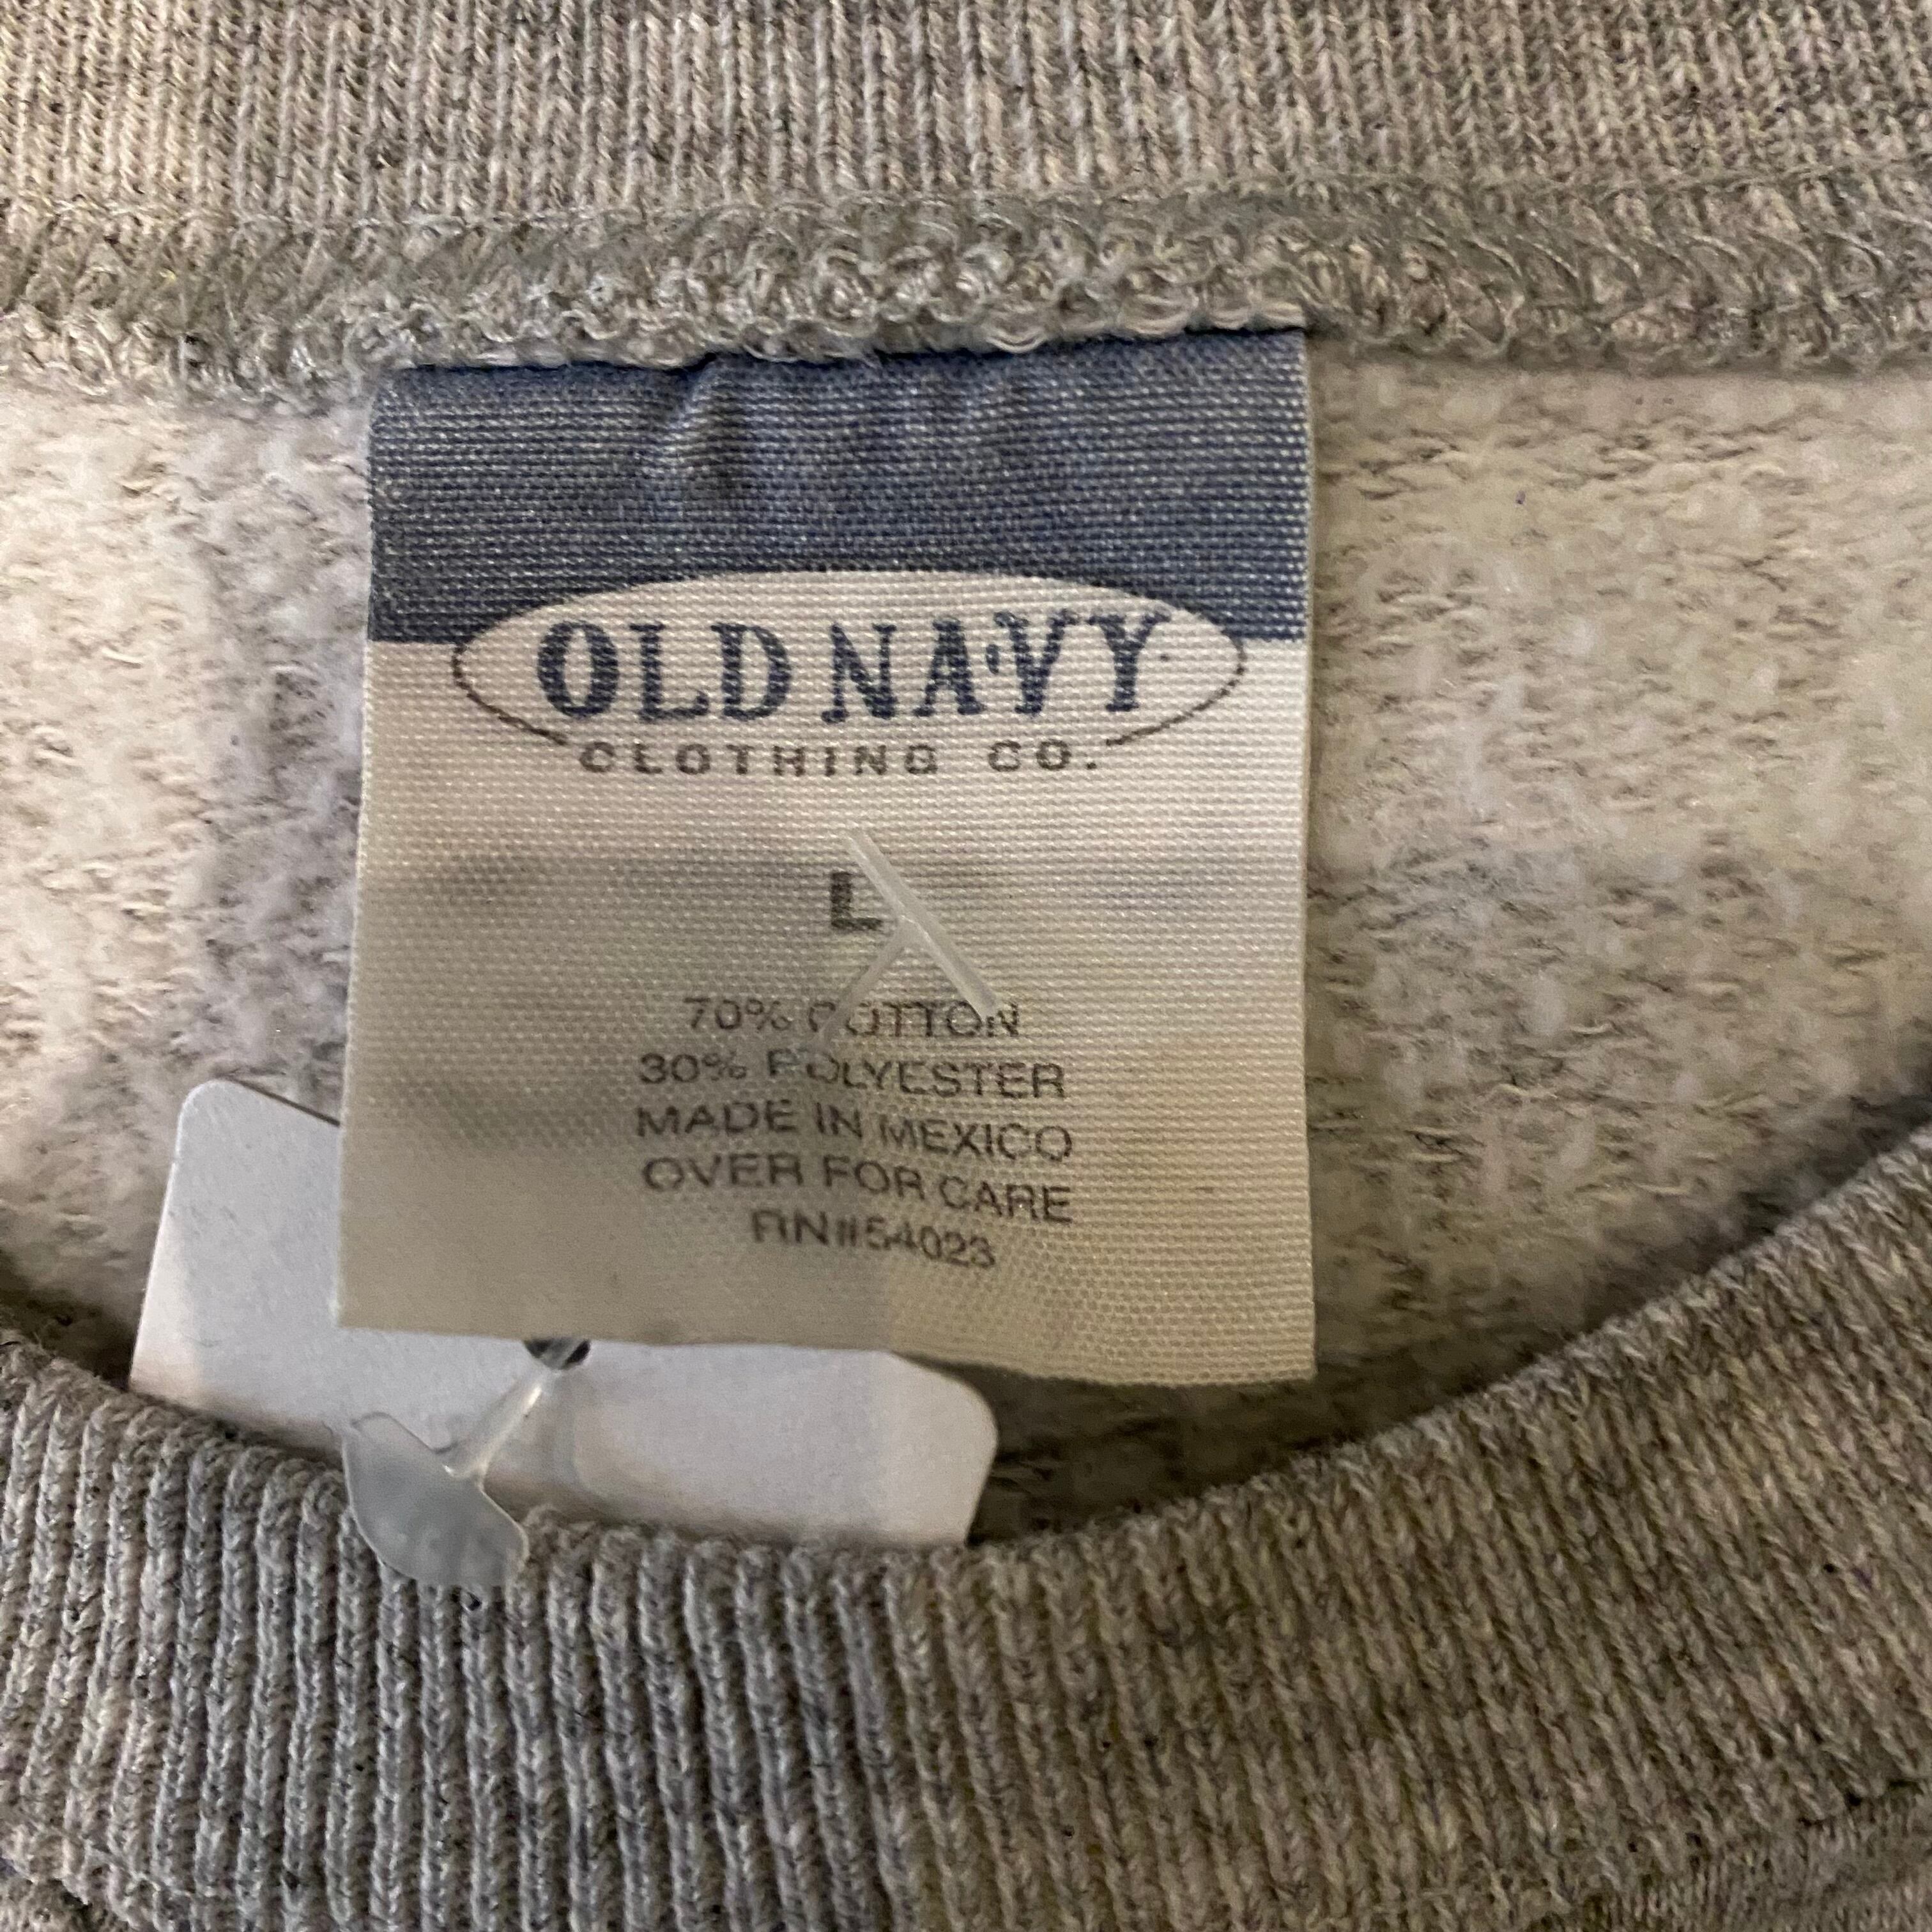 OLD NAVY
CLOTHING CO.
L
70% COTTON
30% POLYESTER
MADE IN MEXICO
OVER FOR CARE
RN#54023